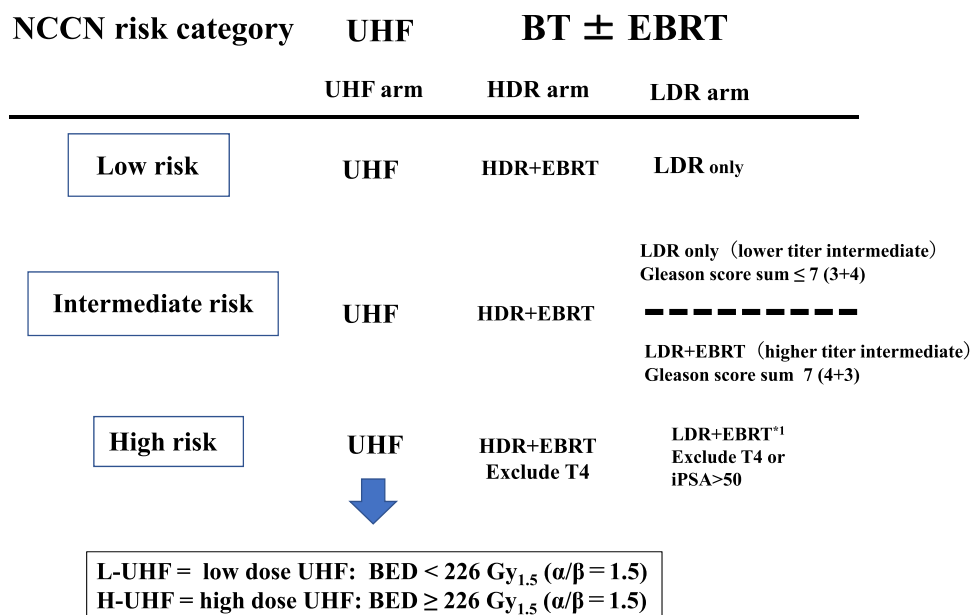 NCCN risk category UHF BT ± EBRT
UHF arm HDR arm LDR arm
Low risk UHF HDR+EBRT LDR only
LDR only （lower titer intermediate）
Gleason score sum ≤ 7 (3+4)
Intermediate risk UHF HDR+EBRT
LDR+EBRT （higher titer intermediate）
Gleason score sum 7 (4+3)
High risk UHF HDR+EBRT LDR+EBRT*1
Exclude T4 Exclude T4 or
iPSA>50
L-UHF = low dose UHF: BED < 226 Gy1.5 (α/β＝1.5)
H-UHF = high dose UHF: BED ≥ 226 Gy1.5 (α/β＝1.5)